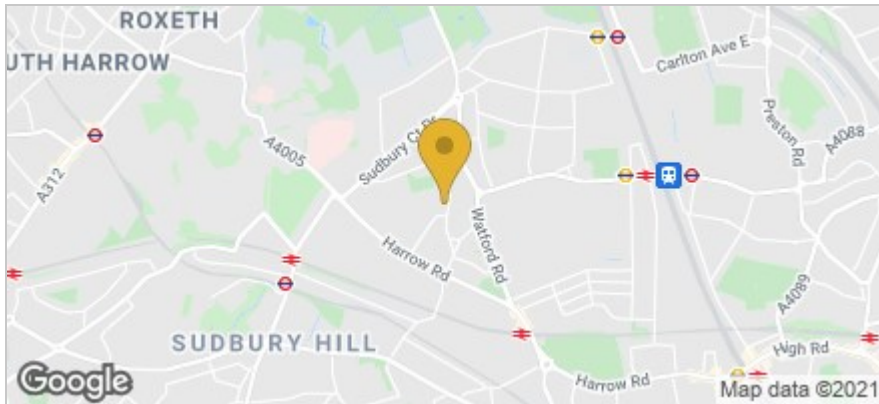 ROXETH
UTH HARROW
Carlton Ave E
A4005
Sudbury Ct Dr
Preston Rd
A4088
A312
Watford Rd
Harrow Rd
A4089
SUDBURY HILL
High Rd
Harrow Rd
Google
Map data ©2021